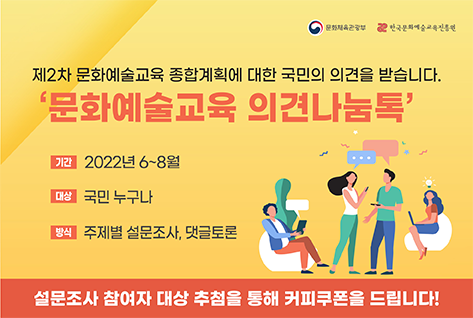 문화체육관광부 한국문화예술교육진흥원
제2차 문화예술교육 종합계획에 대한 국민의 의견을 받습니다.
‘문화예술교육 의견나눔톡’
기간 2022년 6~8월
대상 국민 누구나
방식 주제별 설문조사, 댓글토론
설문조사 참여자 대상 추첨을 통해 커피쿠폰을 드립니다!